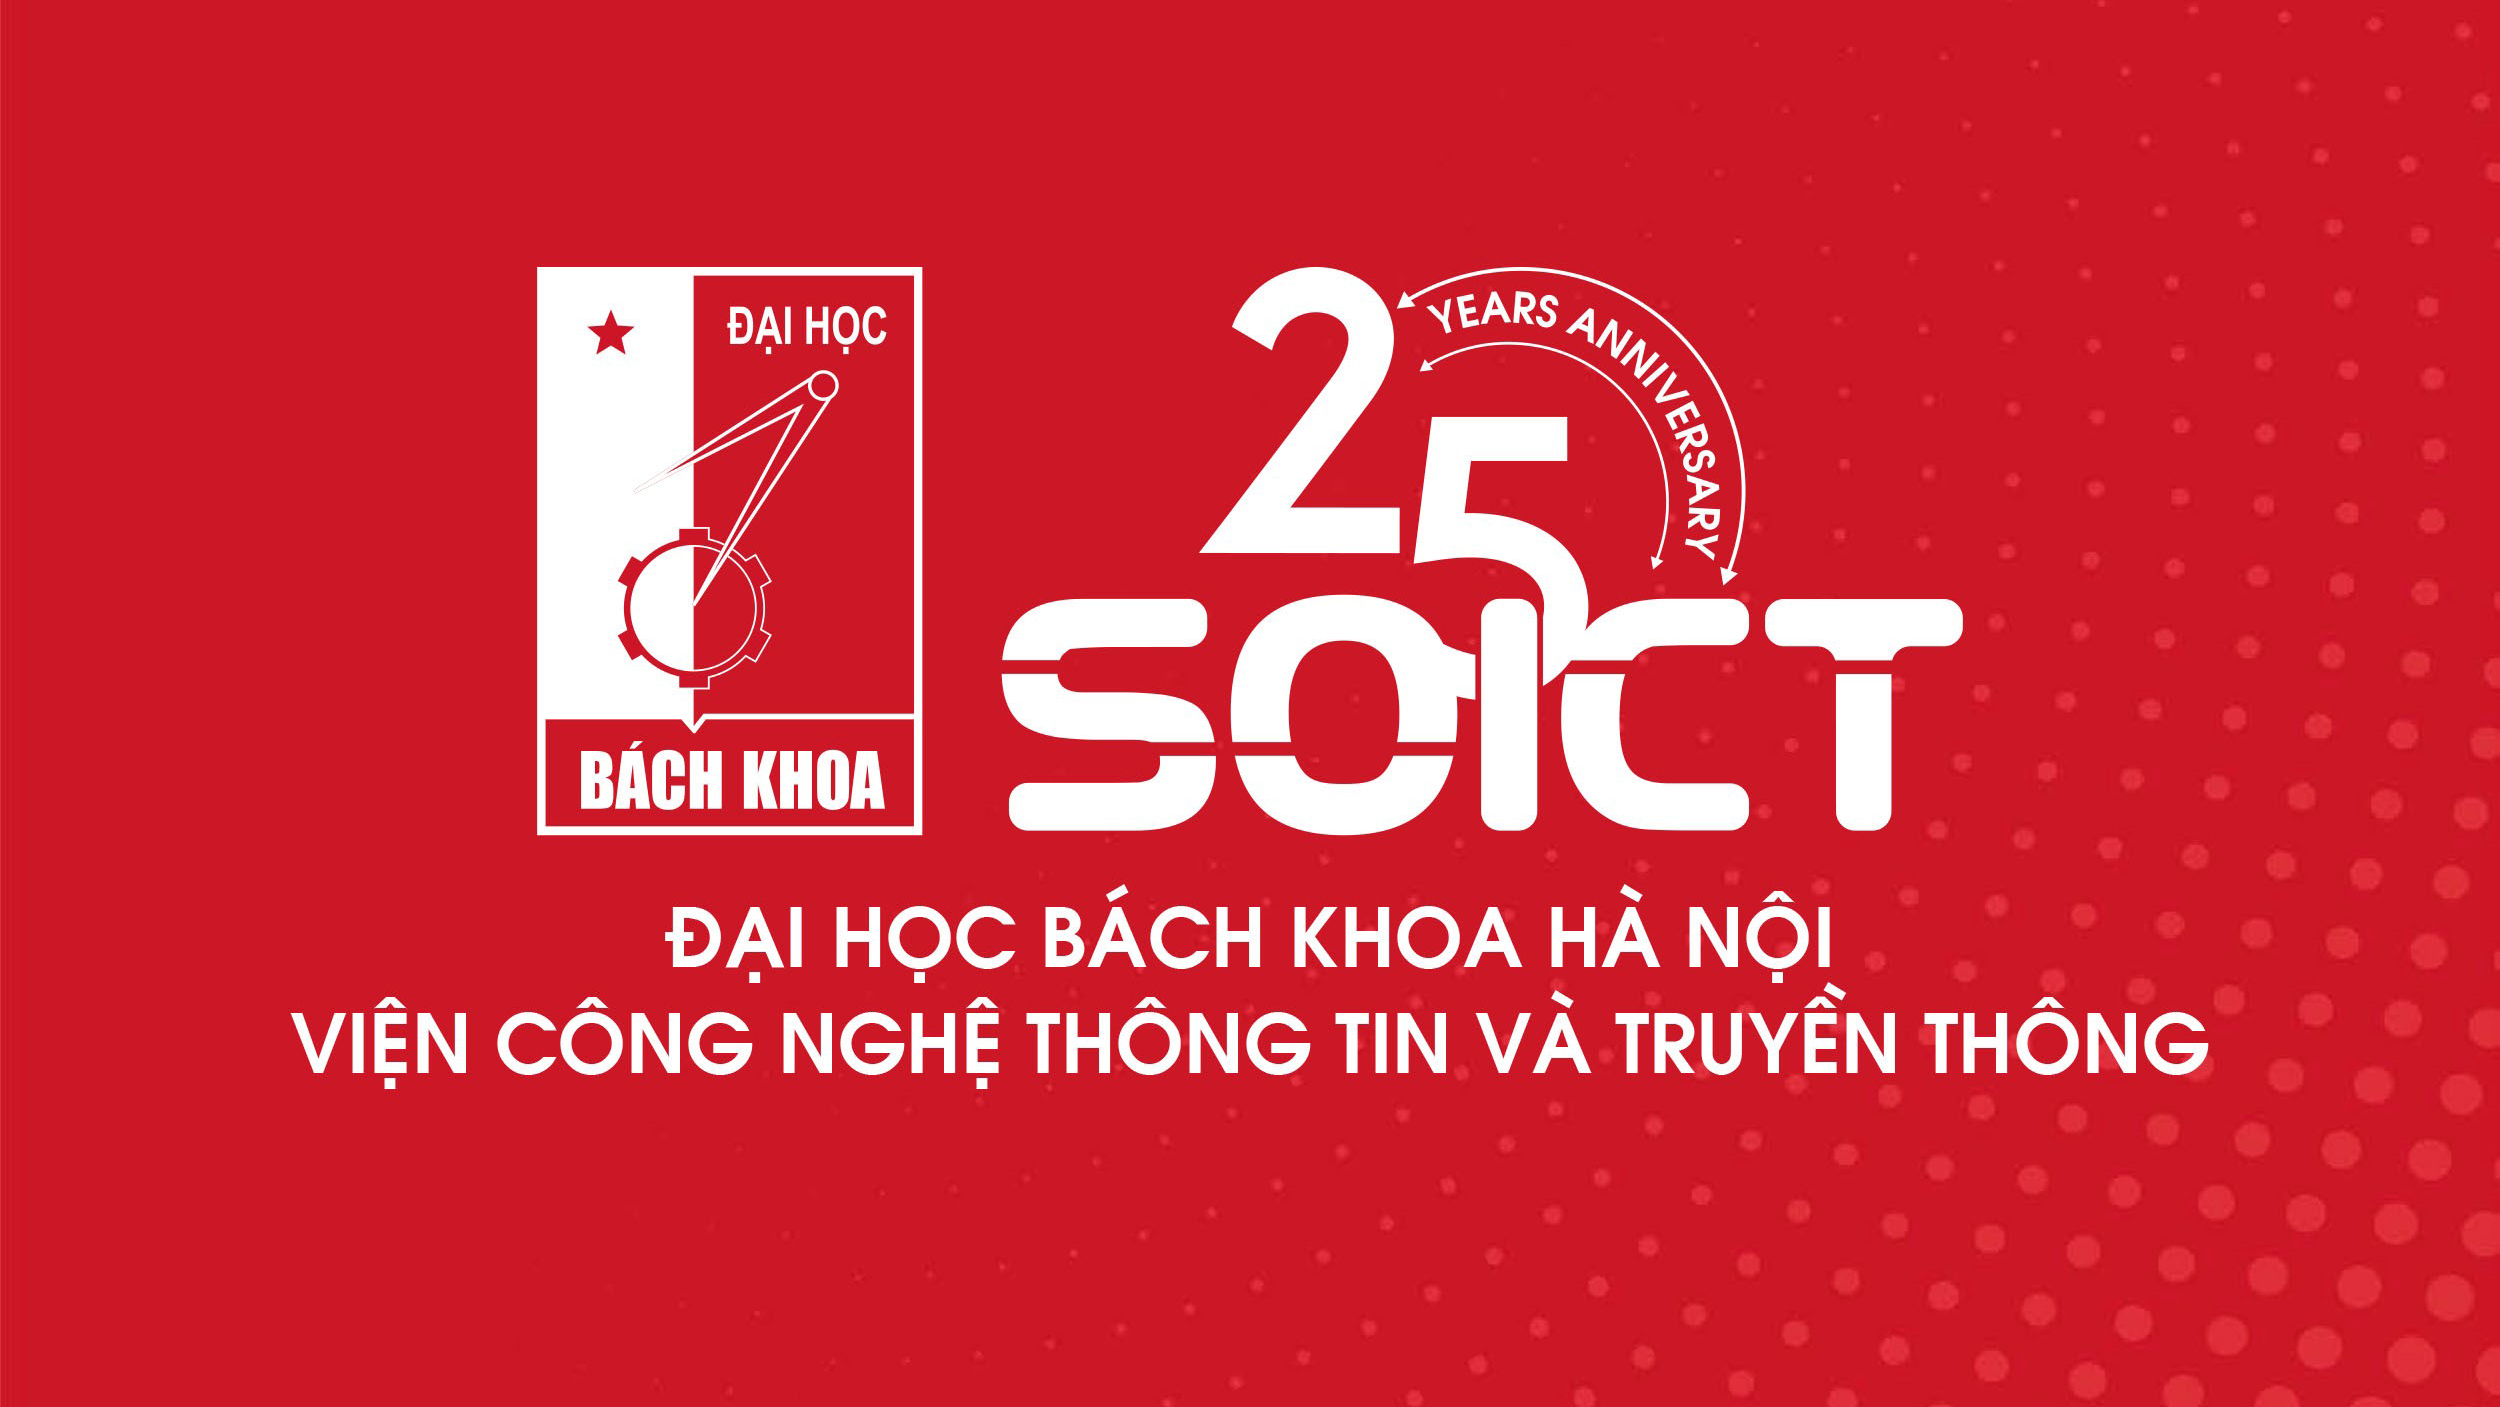 ĐẠI HỌC
BÁCH KHOA
25
YEARS ANNIVERSARY
SOICT
ĐẠI HỌC BÁCH KHOA HÀ NỘI
VIỆN CÔNG NGHỆ THÔNG TIN VÀ TRUYỀN THÔNG